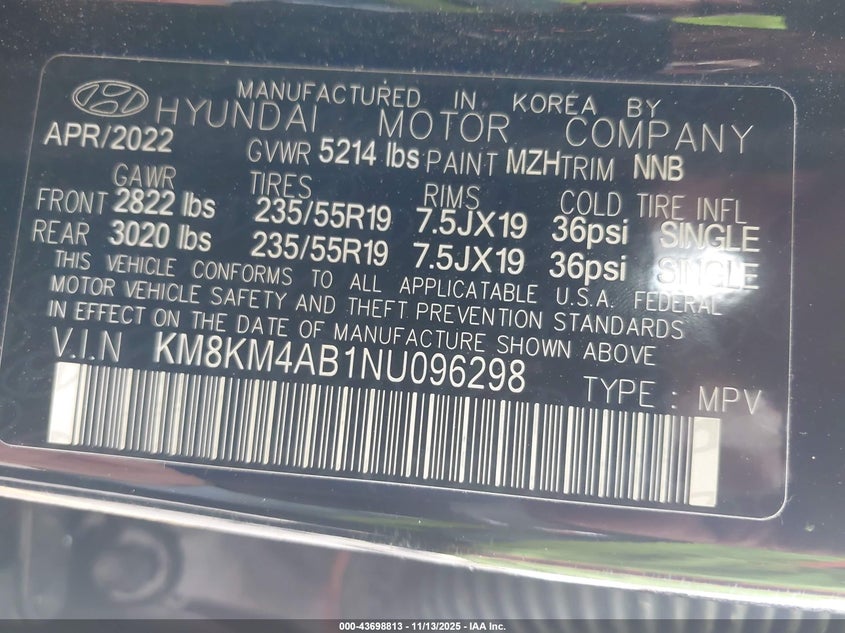 MANUFACTURED IN KOREA BY
HYUNDAI MOTOR COMPANY
APR/2022 GVWR 5214 lbs PAINT MZH TRIM NNB
GAWR TIRES RIMS COLD TIRE INFL
FRONT 2822 lbs 235/55R19 7.5JX19 36psi SINGLE
REAR 3020 lbs 235/55R19 7.5JX19 36psi SINGLE
THIS VEHICLE CONFORMS TO ALL APPLICATABLE U.S.A. FEDERAL
MOTOR VEHICLE SAFETY AND THEFT PREVENTION STANDARDS
IN EFFECT ON THE DATE OF MANUFACTURE SHOWN ABOVE
V.I.N KM8KM4AB1NU096298 TYPE : MPV
000-43698813 - 11/13/2025 - IAA Inc.